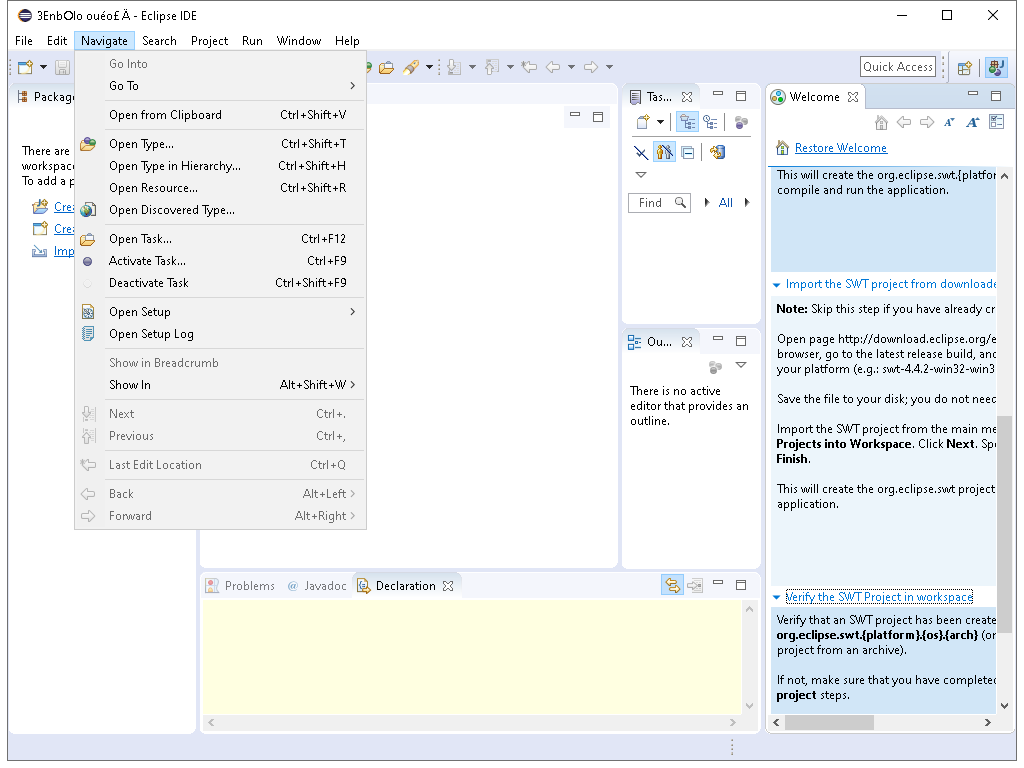 3EnbOlo ouéo£ Ä - Eclipse IDE
File Edit Navigate Search Project Run Window Help
Quick Access
Go Into
Go To
Open from Clipboard Ctrl+Shift+V
Open Type... Ctrl+Shift+T
Open Type in Hierarchy... Ctrl+Shift+H
Open Resource... Ctrl+Shift+R
Open Discovered Type...
Open Task... Ctrl+F12
Activate Task... Ctrl+F9
Deactivate Task Ctrl+Shift+F9
Open Setup
Open Setup Log
Show in Breadcrumb
Show In Alt+Shift+W
Next Ctrl+.
Previous Ctrl+,
Last Edit Location Ctrl+Q
Back Alt+Left
Forward Alt+Right
Package
There are
workspac
To add a p
Crea
Crea
Imp
Tas...
Find
All
Ou...
There is no active
editor that provides an
outline.
Welcome
Restore Welcome
This will create the org.eclipse.swt.{platfor
compile and run the application.
Import the SWT project from downloade
Note: Skip this step if you have already cr
Open page http://download.eclipse.org/e
browser, go to the latest release build, and
your platform (e.g.: swt-4.4.2-win32-win3
Save the file to your disk; you do not need
Import the SWT project from the main me
Projects into Workspace. Click Next. Spe
Finish.
This will create the org.eclipse.swt project
application.
Verify the SWT Project in workspace
Verify that an SWT project has been create
org.eclipse.swt.{platform}.{os}.{arch} (or
project from an archive).
If not, make sure that you have completed
project steps.
Problems @ Javadoc Declaration